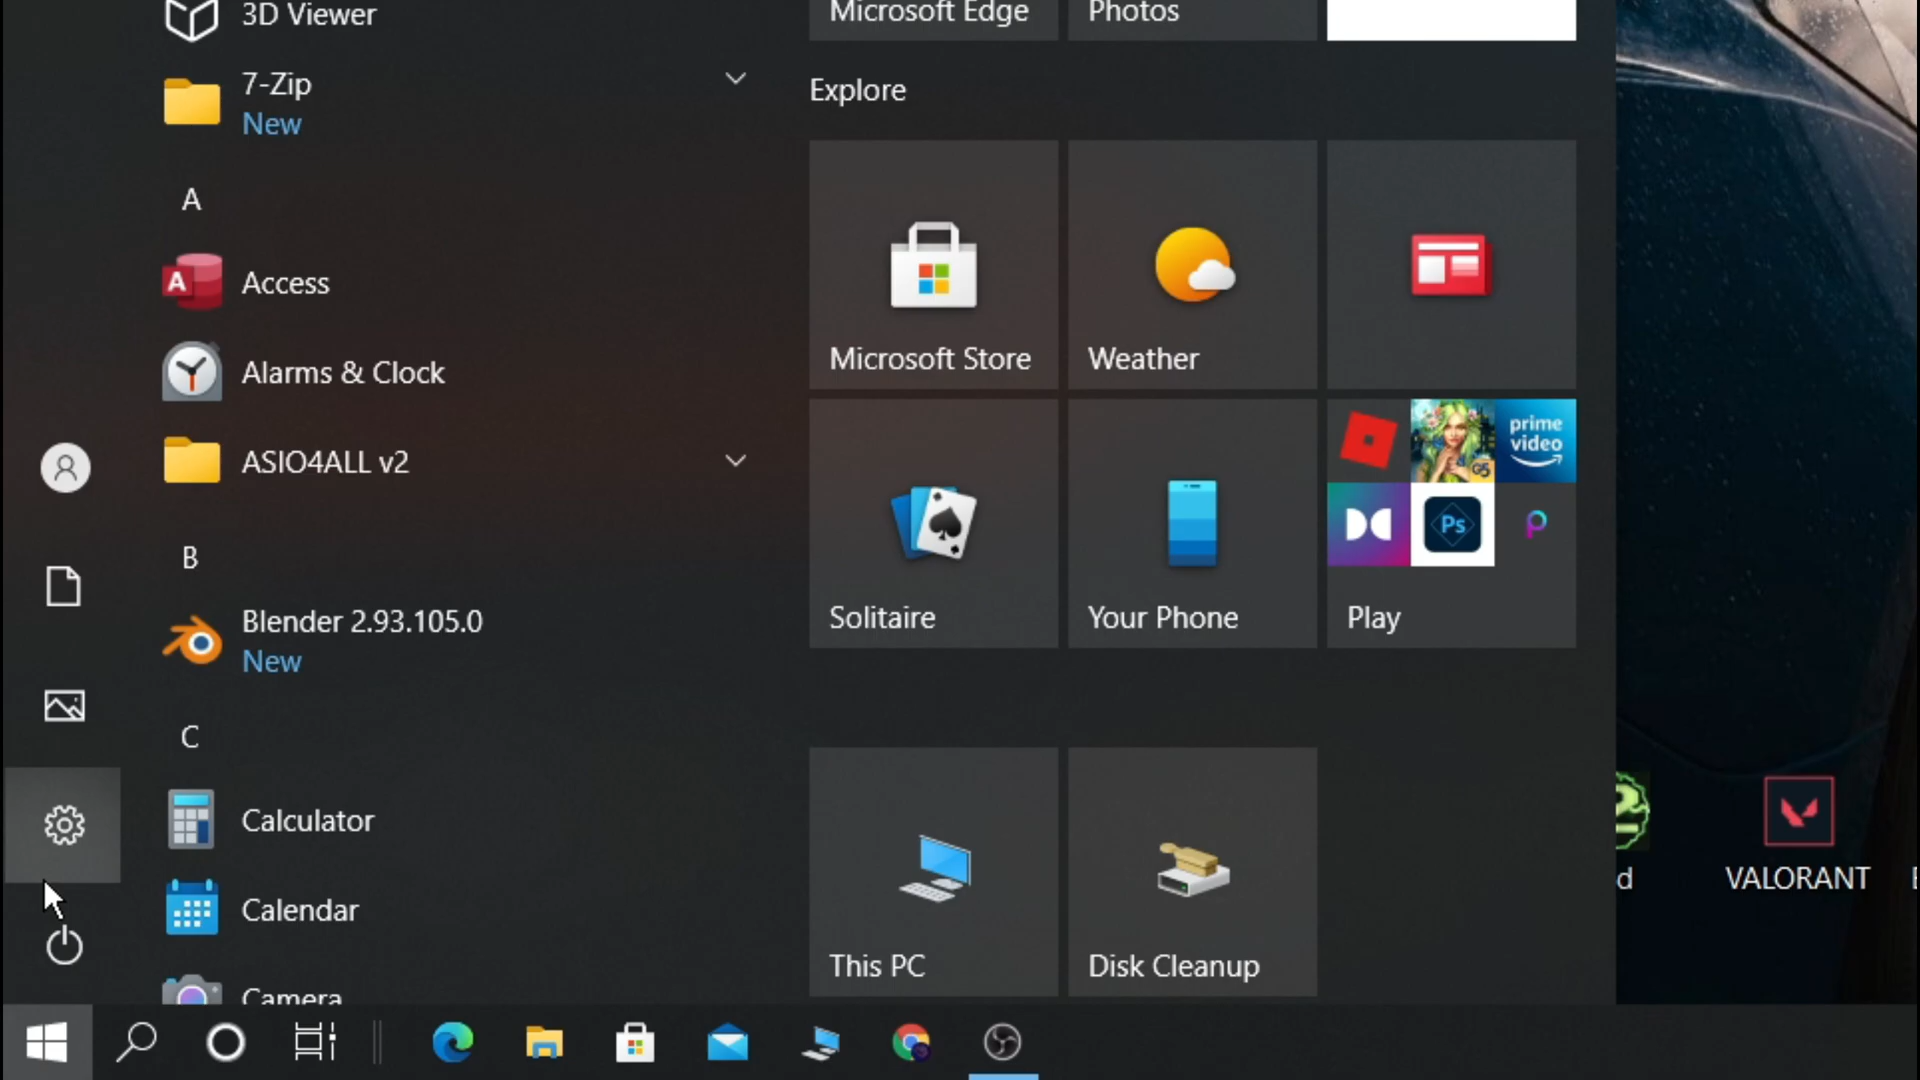 3D Viewer
7-Zip
New
A
Access
Alarms & Clock
ASIO4ALL v2
B
Blender 2.93.105.0
New
C
Calculator
Calendar
Camera
Microsoft Edge
Photos
Explore
Microsoft Store
Weather
prime
video
G5
Ps
Solitaire
Your Phone
Play
This PC
Disk Cleanup
d
VALORANT